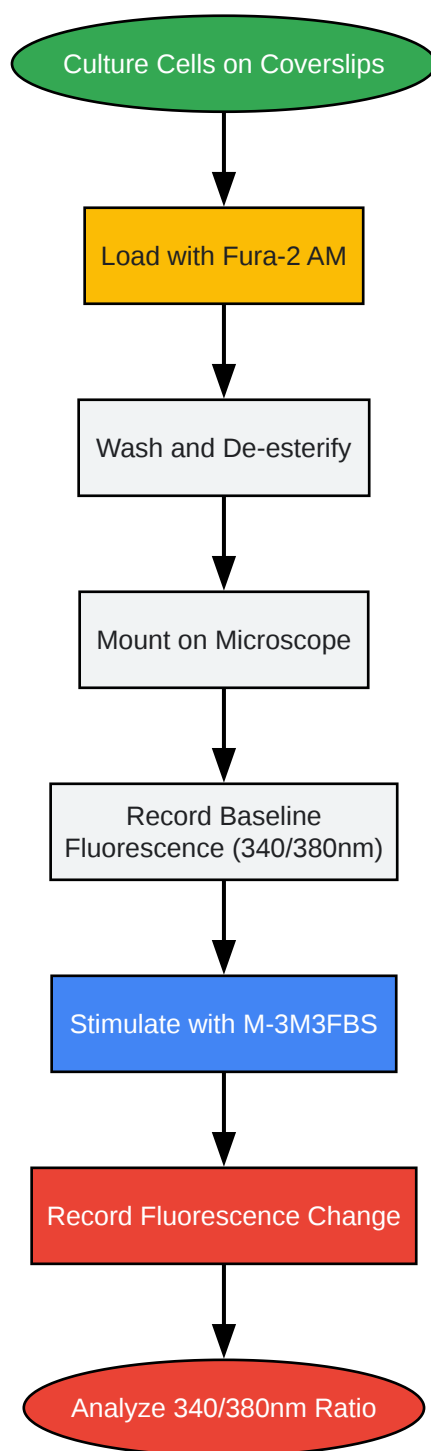 Culture Cells on Coverslips
Load with Fura-2 AM
Wash and De-esterify
Mount on Microscope
Record Baseline
Fluorescence (340/380nm)
Stimulate with M-3M3FBS
Record Fluorescence Change
Analyze 340/380nm Ratio